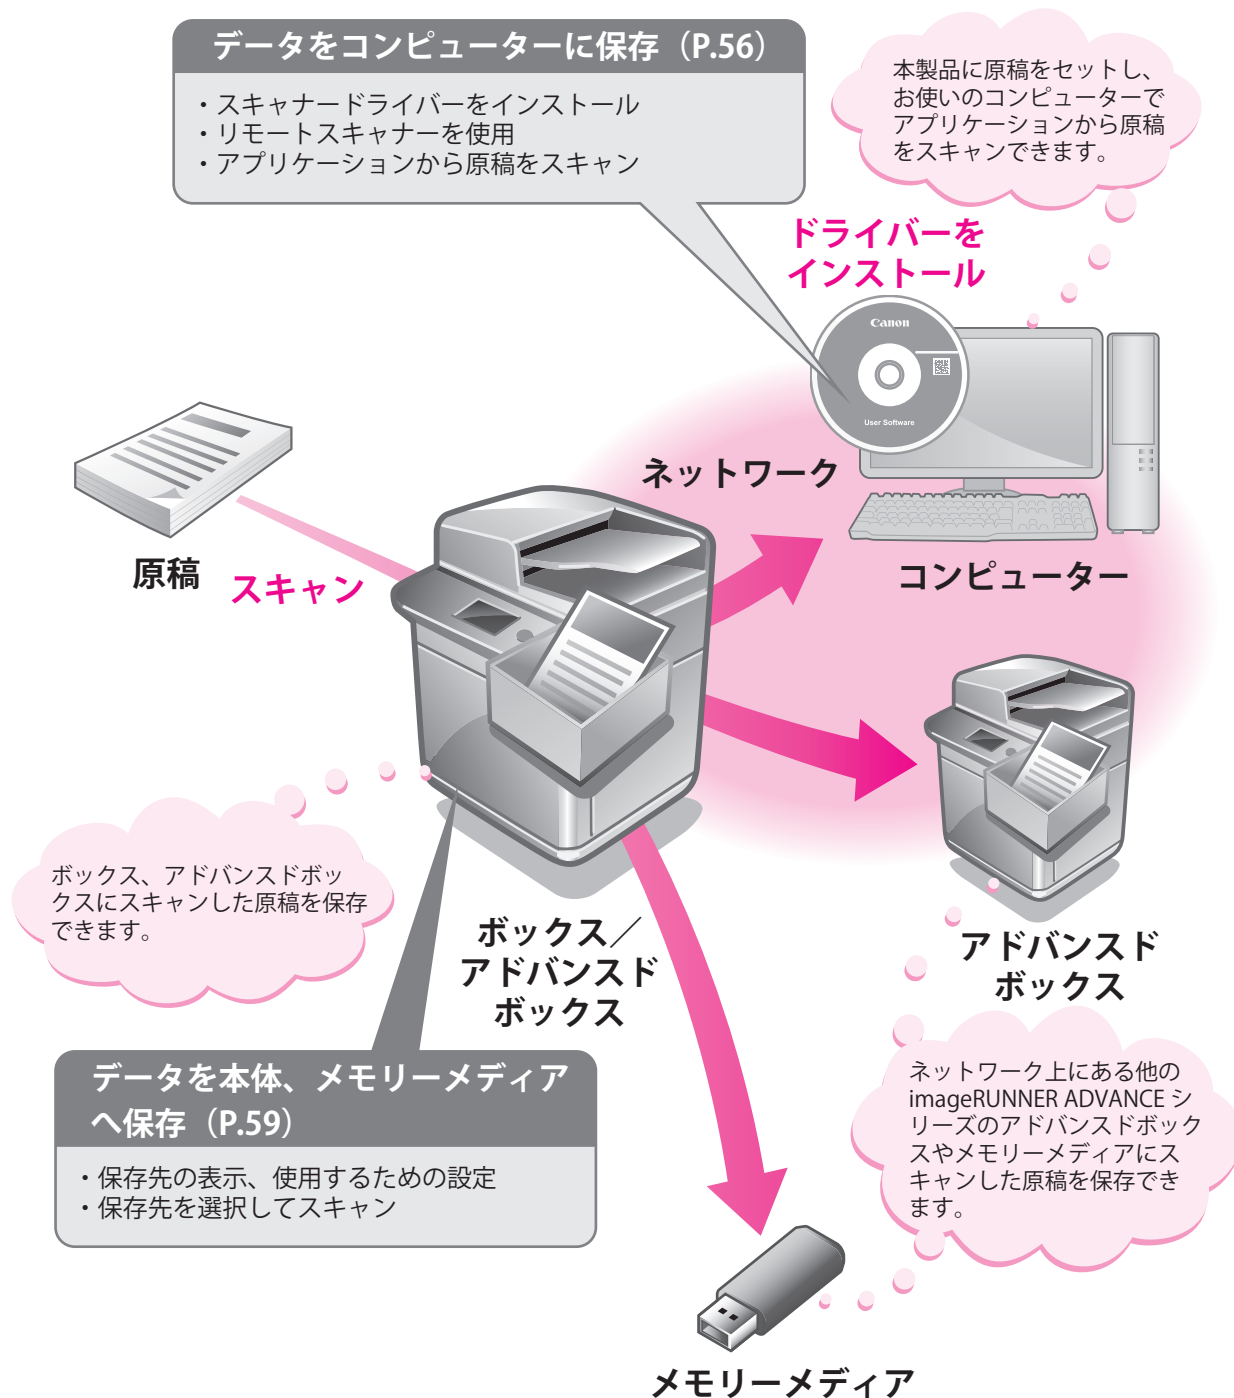 データをコンピューターに保存（P.56）
・スキャナードライバーをインストール
・リモートスキャナーを使用
・アプリケーションから原稿をスキャン
本製品に原稿をセットし、
お使いのコンピューターで
アプリケーションから原稿
をスキャンできます。
ドライバーを
インストール
Canon
User Software
ネットワーク
原稿
スキャン
コンピューター
ボックス、アドバンスドボッ
クスにスキャンした原稿を保存
できます。
ボックス／
アドバンスド
ボックス
アドバンスド
ボックス
データを本体、メモリーメディア
へ保存（P.59）
・保存先の表示、使用するための設定
・保存先を選択してスキャン
ネットワーク上にある他の
imageRUNNER ADVANCE シ
リーズのアドバンスドボック
スやメモリーメディアにス
キャンした原稿を保存でき
ます。
メモリーメディア